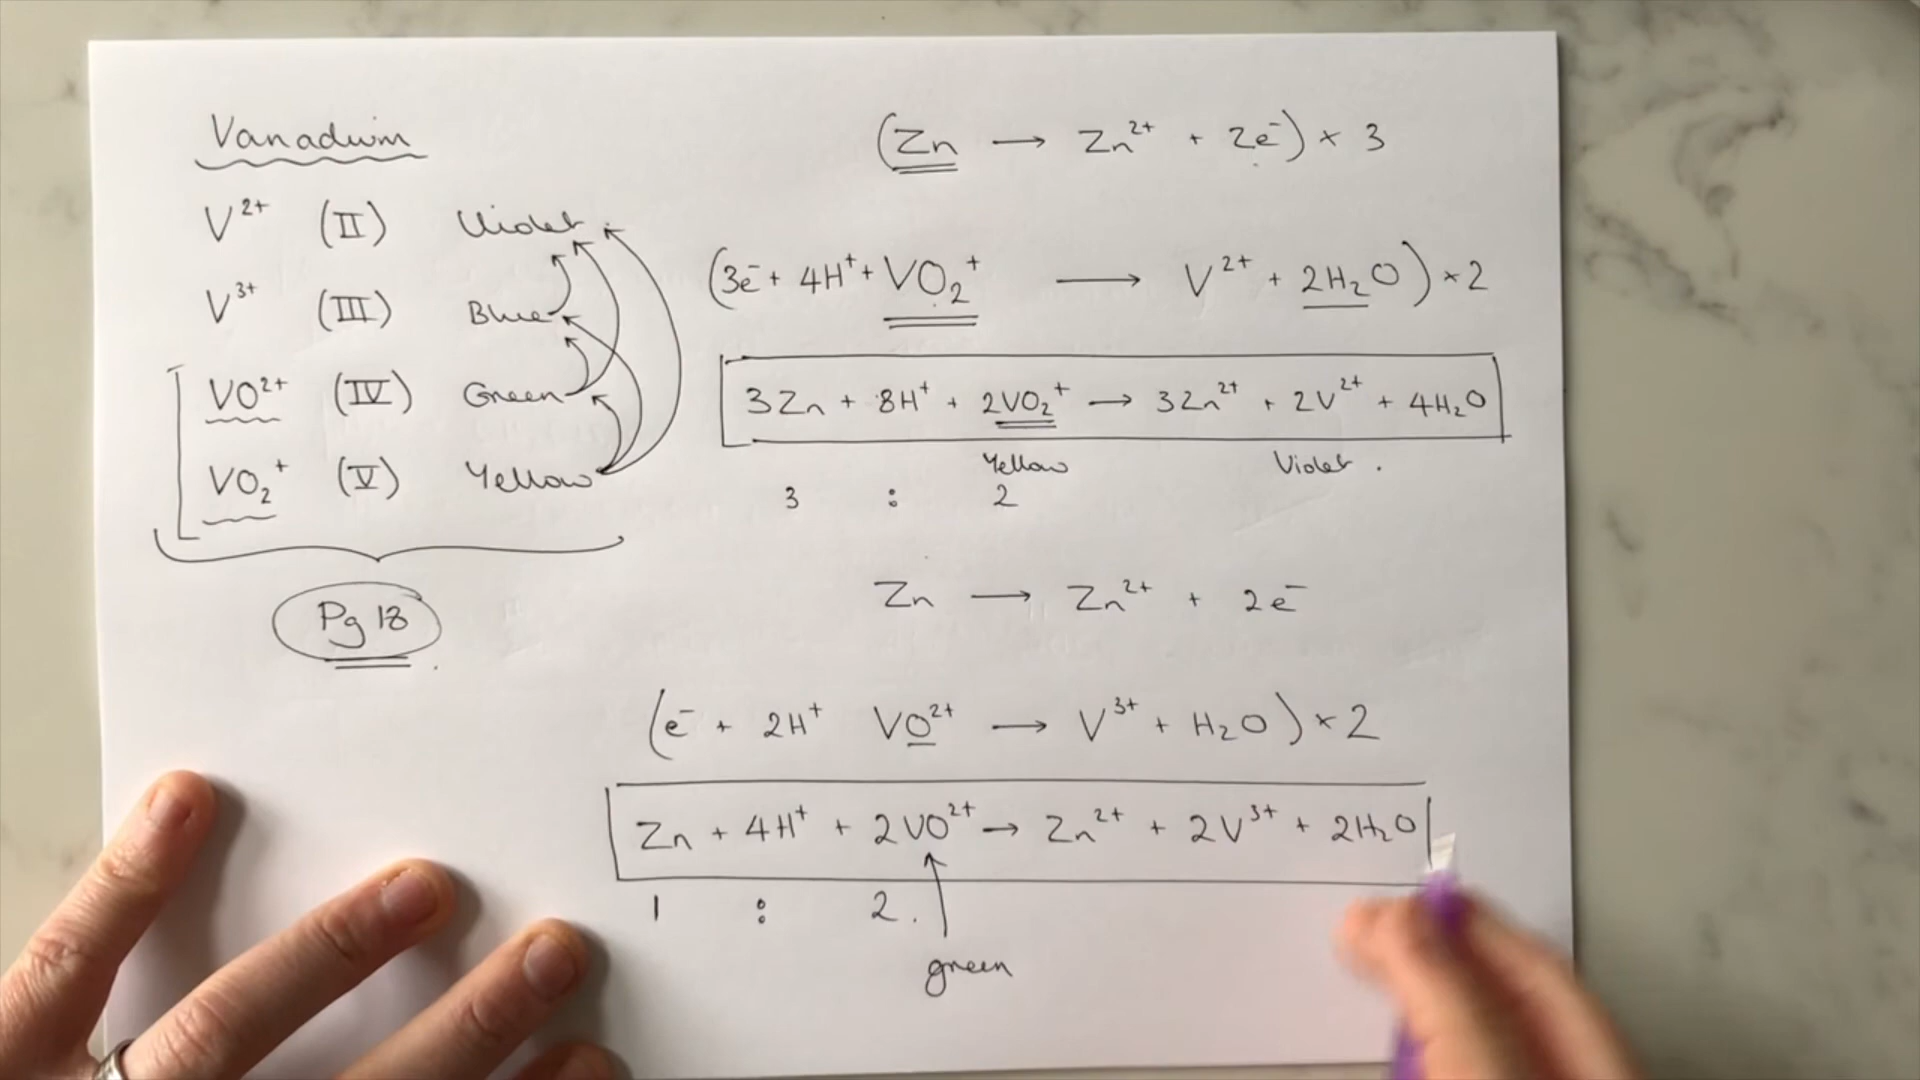 Vanadium
V²⁺ (II) Violet
V³⁺ (III) Blue
VO²⁺ (IV) Green
VO₂⁺ (V) Yellow
Pg 18
(Zn → Zn²⁺ + 2e⁻) × 3
(3e⁻ + 4H⁺ + VO₂⁺ → V²⁺ + 2H₂O) × 2
3Zn + 8H⁺ + 2VO₂⁺ → 3Zn²⁺ + 2V²⁺ + 4H₂O
Yellow Violet.
3 : 2
Zn → Zn²⁺ + 2e⁻
(e⁻ + 2H⁺ VO²⁺ → V³⁺ + H₂O) × 2
Zn + 4H⁺ + 2VO²⁺ → Zn²⁺ + 2V³⁺ + 2H₂O
1 : 2.
green